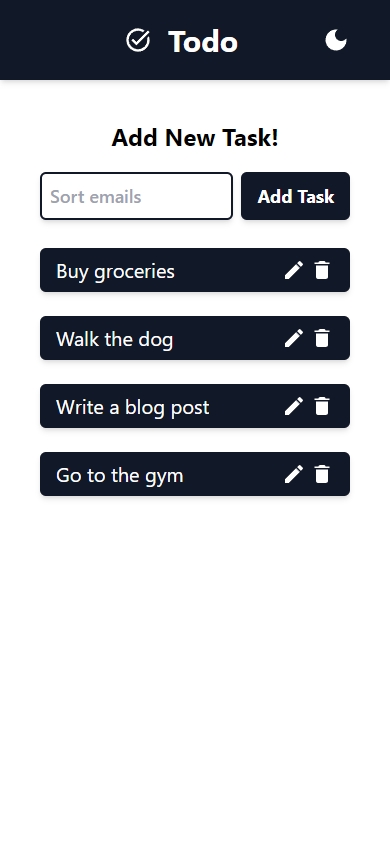 Todo
Add New Task!
Sort emails
Add Task
Buy groceries
Walk the dog
Write a blog post
Go to the gym